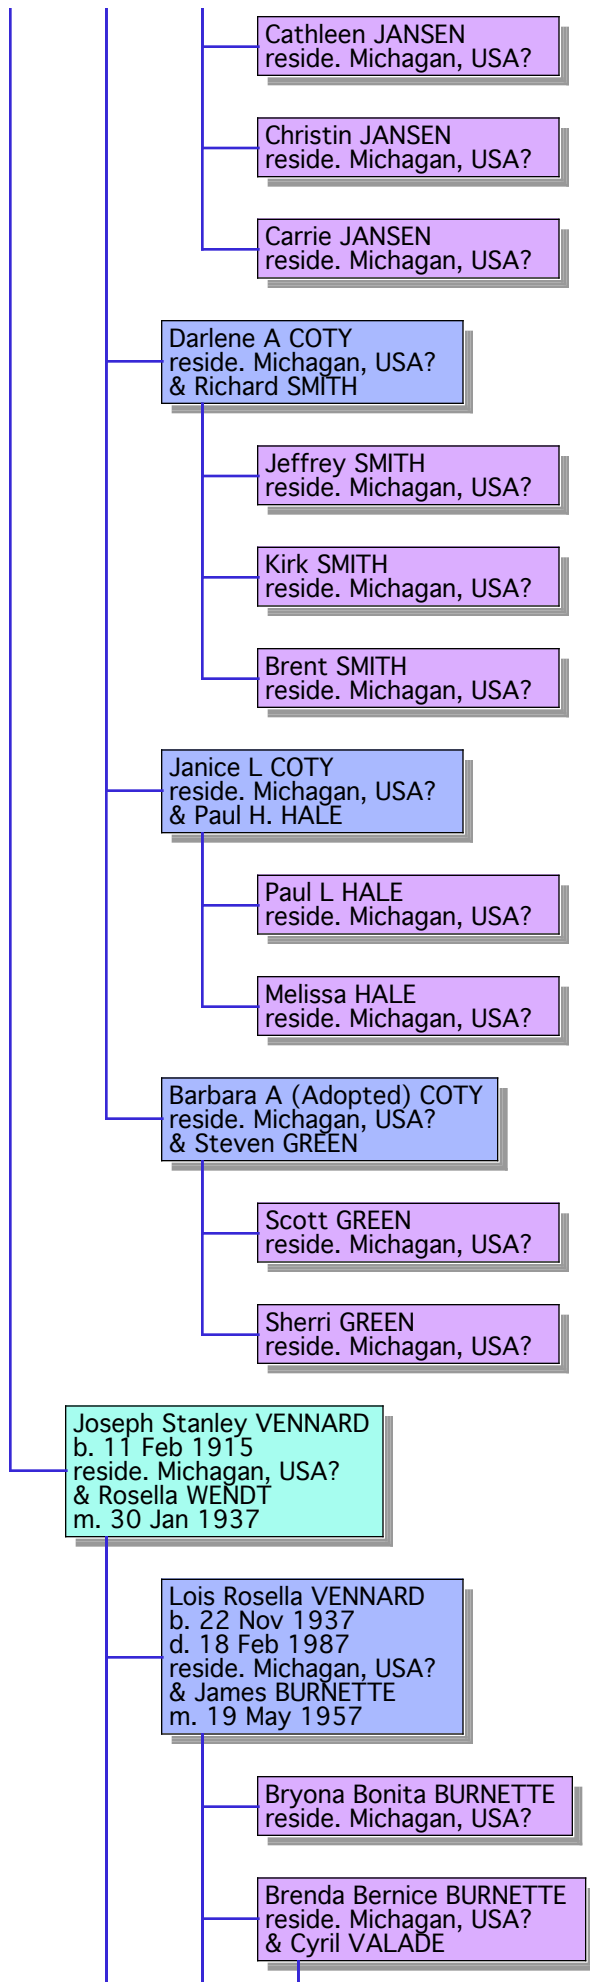 Cathleen JANSEN
reside. Michagan, USA?
Christin JANSEN
reside. Michagan, USA?
Carrie JANSEN
reside. Michagan, USA?
Darlene A COTY
reside. Michagan, USA?
& Richard SMITH
Jeffrey SMITH
reside. Michagan, USA?
Kirk SMITH
reside. Michagan, USA?
Brent SMITH
reside. Michagan, USA?
Janice L COTY
reside. Michagan, USA?
& Paul H. HALE
Paul L HALE
reside. Michagan, USA?
Melissa HALE
reside. Michagan, USA?
Barbara A (Adopted) COTY
reside. Michagan, USA?
& Steven GREEN
Scott GREEN
reside. Michagan, USA?
Sherri GREEN
reside. Michagan, USA?
Joseph Stanley VENNARD
b. 11 Feb 1915
reside. Michagan, USA?
& Rosella WENDT
m. 30 Jan 1937
Lois Rosella VENNARD
b. 22 Nov 1937
d. 18 Feb 1987
reside. Michagan, USA?
& James BURNETTE
m. 19 May 1957
Bryona Bonita BURNETTE
reside. Michagan, USA?
Brenda Bernice BURNETTE
reside. Michagan, USA?
& Cyril VALADE